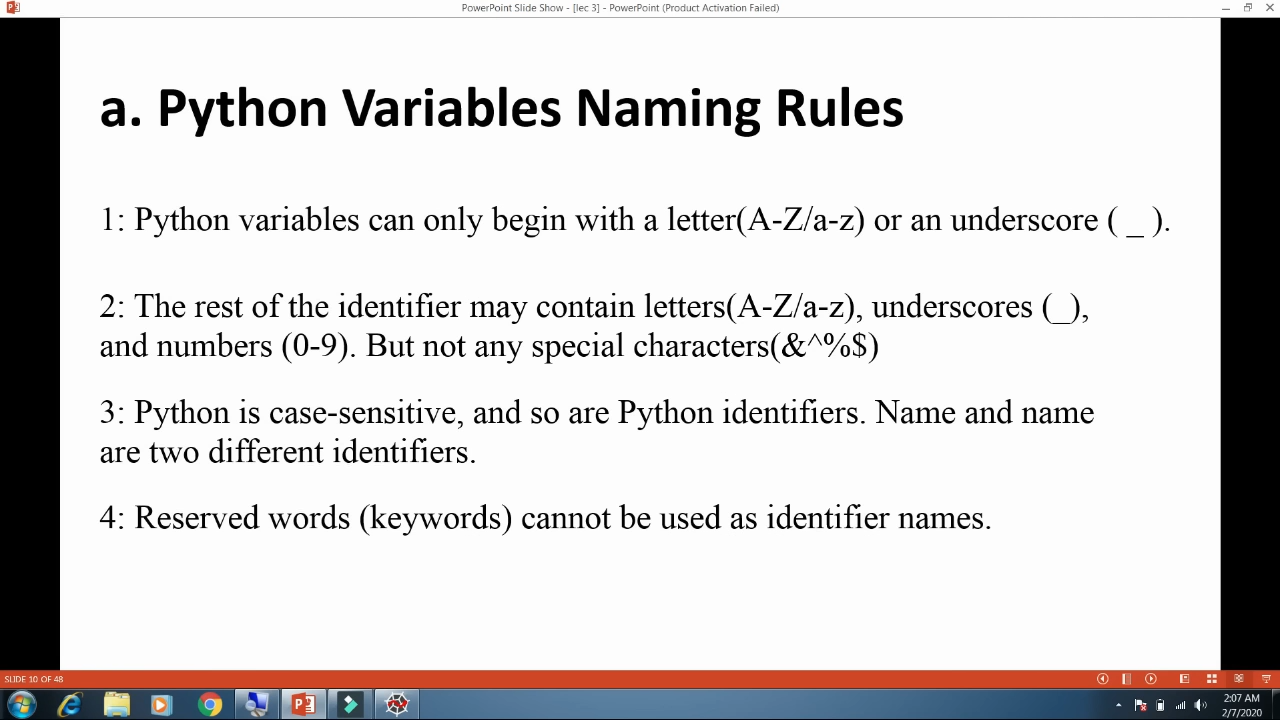 PowerPoint Slide Show - [lec 3] - PowerPoint (Product Activation Failed)
a. Python Variables Naming Rules
1: Python variables can only begin with a letter(A-Z/a-z) or an underscore ( _ ).
2: The rest of the identifier may contain letters(A-Z/a-z), underscores (_),
and numbers (0-9). But not any special characters(&^%$)
3: Python is case-sensitive, and so are Python identifiers. Name and name
are two different identifiers.
4: Reserved words (keywords) cannot be used as identifier names.
SLIDE 10 OF 48
2:07 AM
2/7/2020